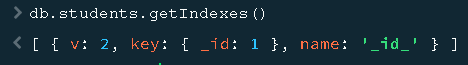 > db.students.getIndexes()
< [ { v: 2, key: { _id: 1 }, name: '_id_' } ]